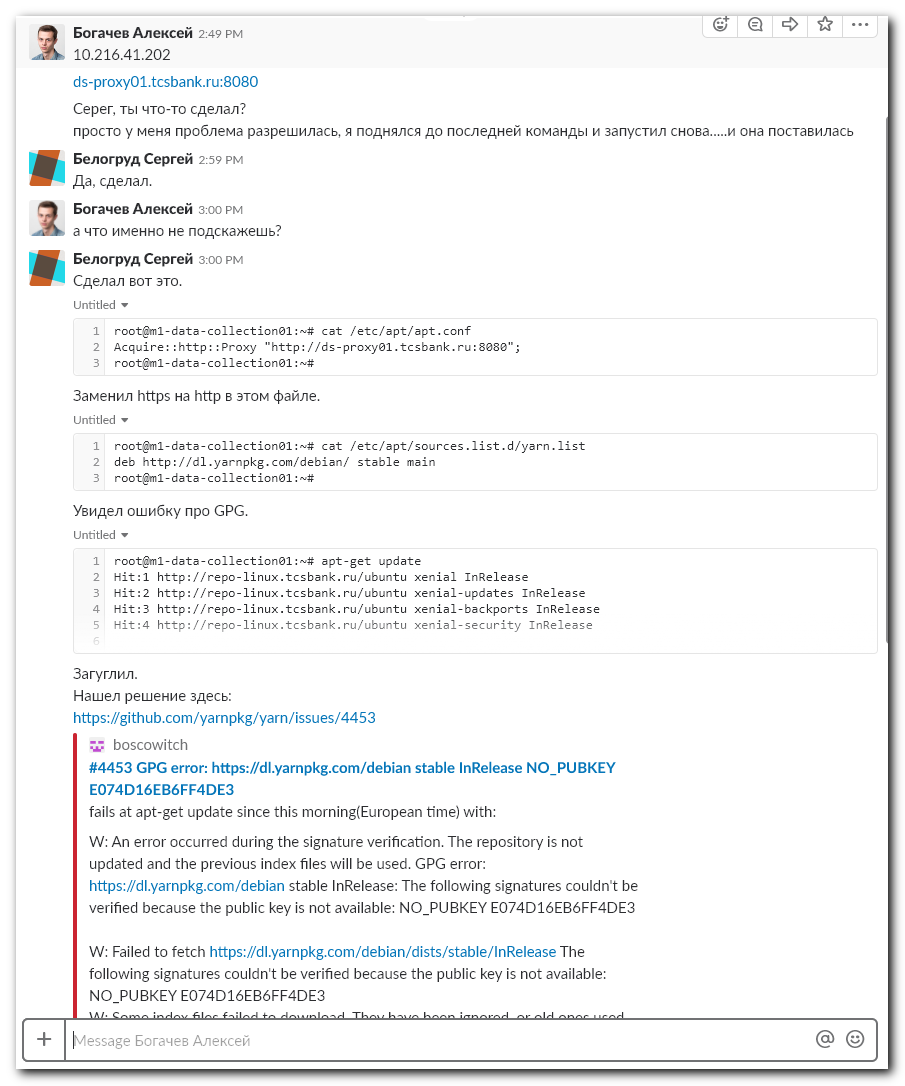 Богачев Алексей 2:49 PM
10.216.41.202
ds-proxy01.tcsbank.ru:8080
Серег, ты что-то сделал?
просто у меня проблема разрешилась, я поднялся до последней команды и запустил снова.....и она поставилась
Белогруд Сергей 2:59 PM
Да, сделал.
Богачев Алексей 3:00 PM
а что именно не подскажешь?
Белогруд Сергей 3:00 PM
Сделал вот это.
Untitled
1 root@m1-data-collection01:~# cat /etc/apt/apt.conf
2 Acquire::http::Proxy "http://ds-proxy01.tcsbank.ru:8080";
3 root@m1-data-collection01:~#
Заменил https на http в этом файле.
Untitled
1 root@m1-data-collection01:~# cat /etc/apt/sources.list.d/yarn.list
2 deb http://dl.yarnpkg.com/debian/ stable main
3 root@m1-data-collection01:~#
Увидел ошибку про GPG.
Untitled
1 root@m1-data-collection01:~# apt-get update
2 Hit:1 http://repo-linux.tcsbank.ru/ubuntu xenial InRelease
3 Hit:2 http://repo-linux.tcsbank.ru/ubuntu xenial-updates InRelease
4 Hit:3 http://repo-linux.tcsbank.ru/ubuntu xenial-backports InRelease
5 Hit:4 http://repo-linux.tcsbank.ru/ubuntu xenial-security InRelease
6
Загуглил.
Нашел решение здесь:
https://github.com/yarnpkg/yarn/issues/4453
boscowitch
#4453 GPG error: https://dl.yarnpkg.com/debian stable InRelease NO_PUBKEY
E074D16EB6FF4DE3
fails at apt-get update since this morning(European time) with:
W: An error occurred during the signature verification. The repository is not
updated and the previous index files will be used. GPG error:
https://dl.yarnpkg.com/debian stable InRelease: The following signatures couldn't be
verified because the public key is not available: NO_PUBKEY E074D16EB6FF4DE3
W: Failed to fetch https://dl.yarnpkg.com/debian/dists/stable/InRelease The
following signatures couldn't be verified because the public key is not available:
NO_PUBKEY E074D16EB6FF4DE3
W: Some index files failed to download. They have been ignored, or old ones used
Message Богачев Алексей